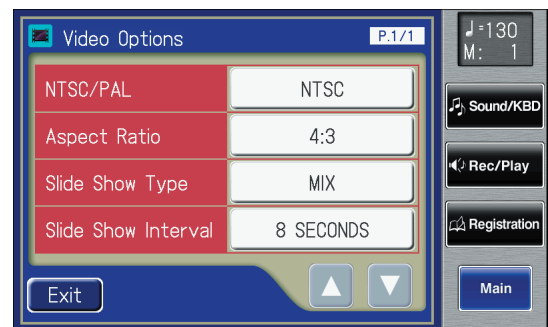 Video Options P.1/1
NTSC/PAL NTSC
Aspect Ratio 4:3
Slide Show Type MIX
Slide Show Interval 8 SECONDS
Exit
♩=130
M: 1
Sound/KBD
Rec/Play
Registration
Main